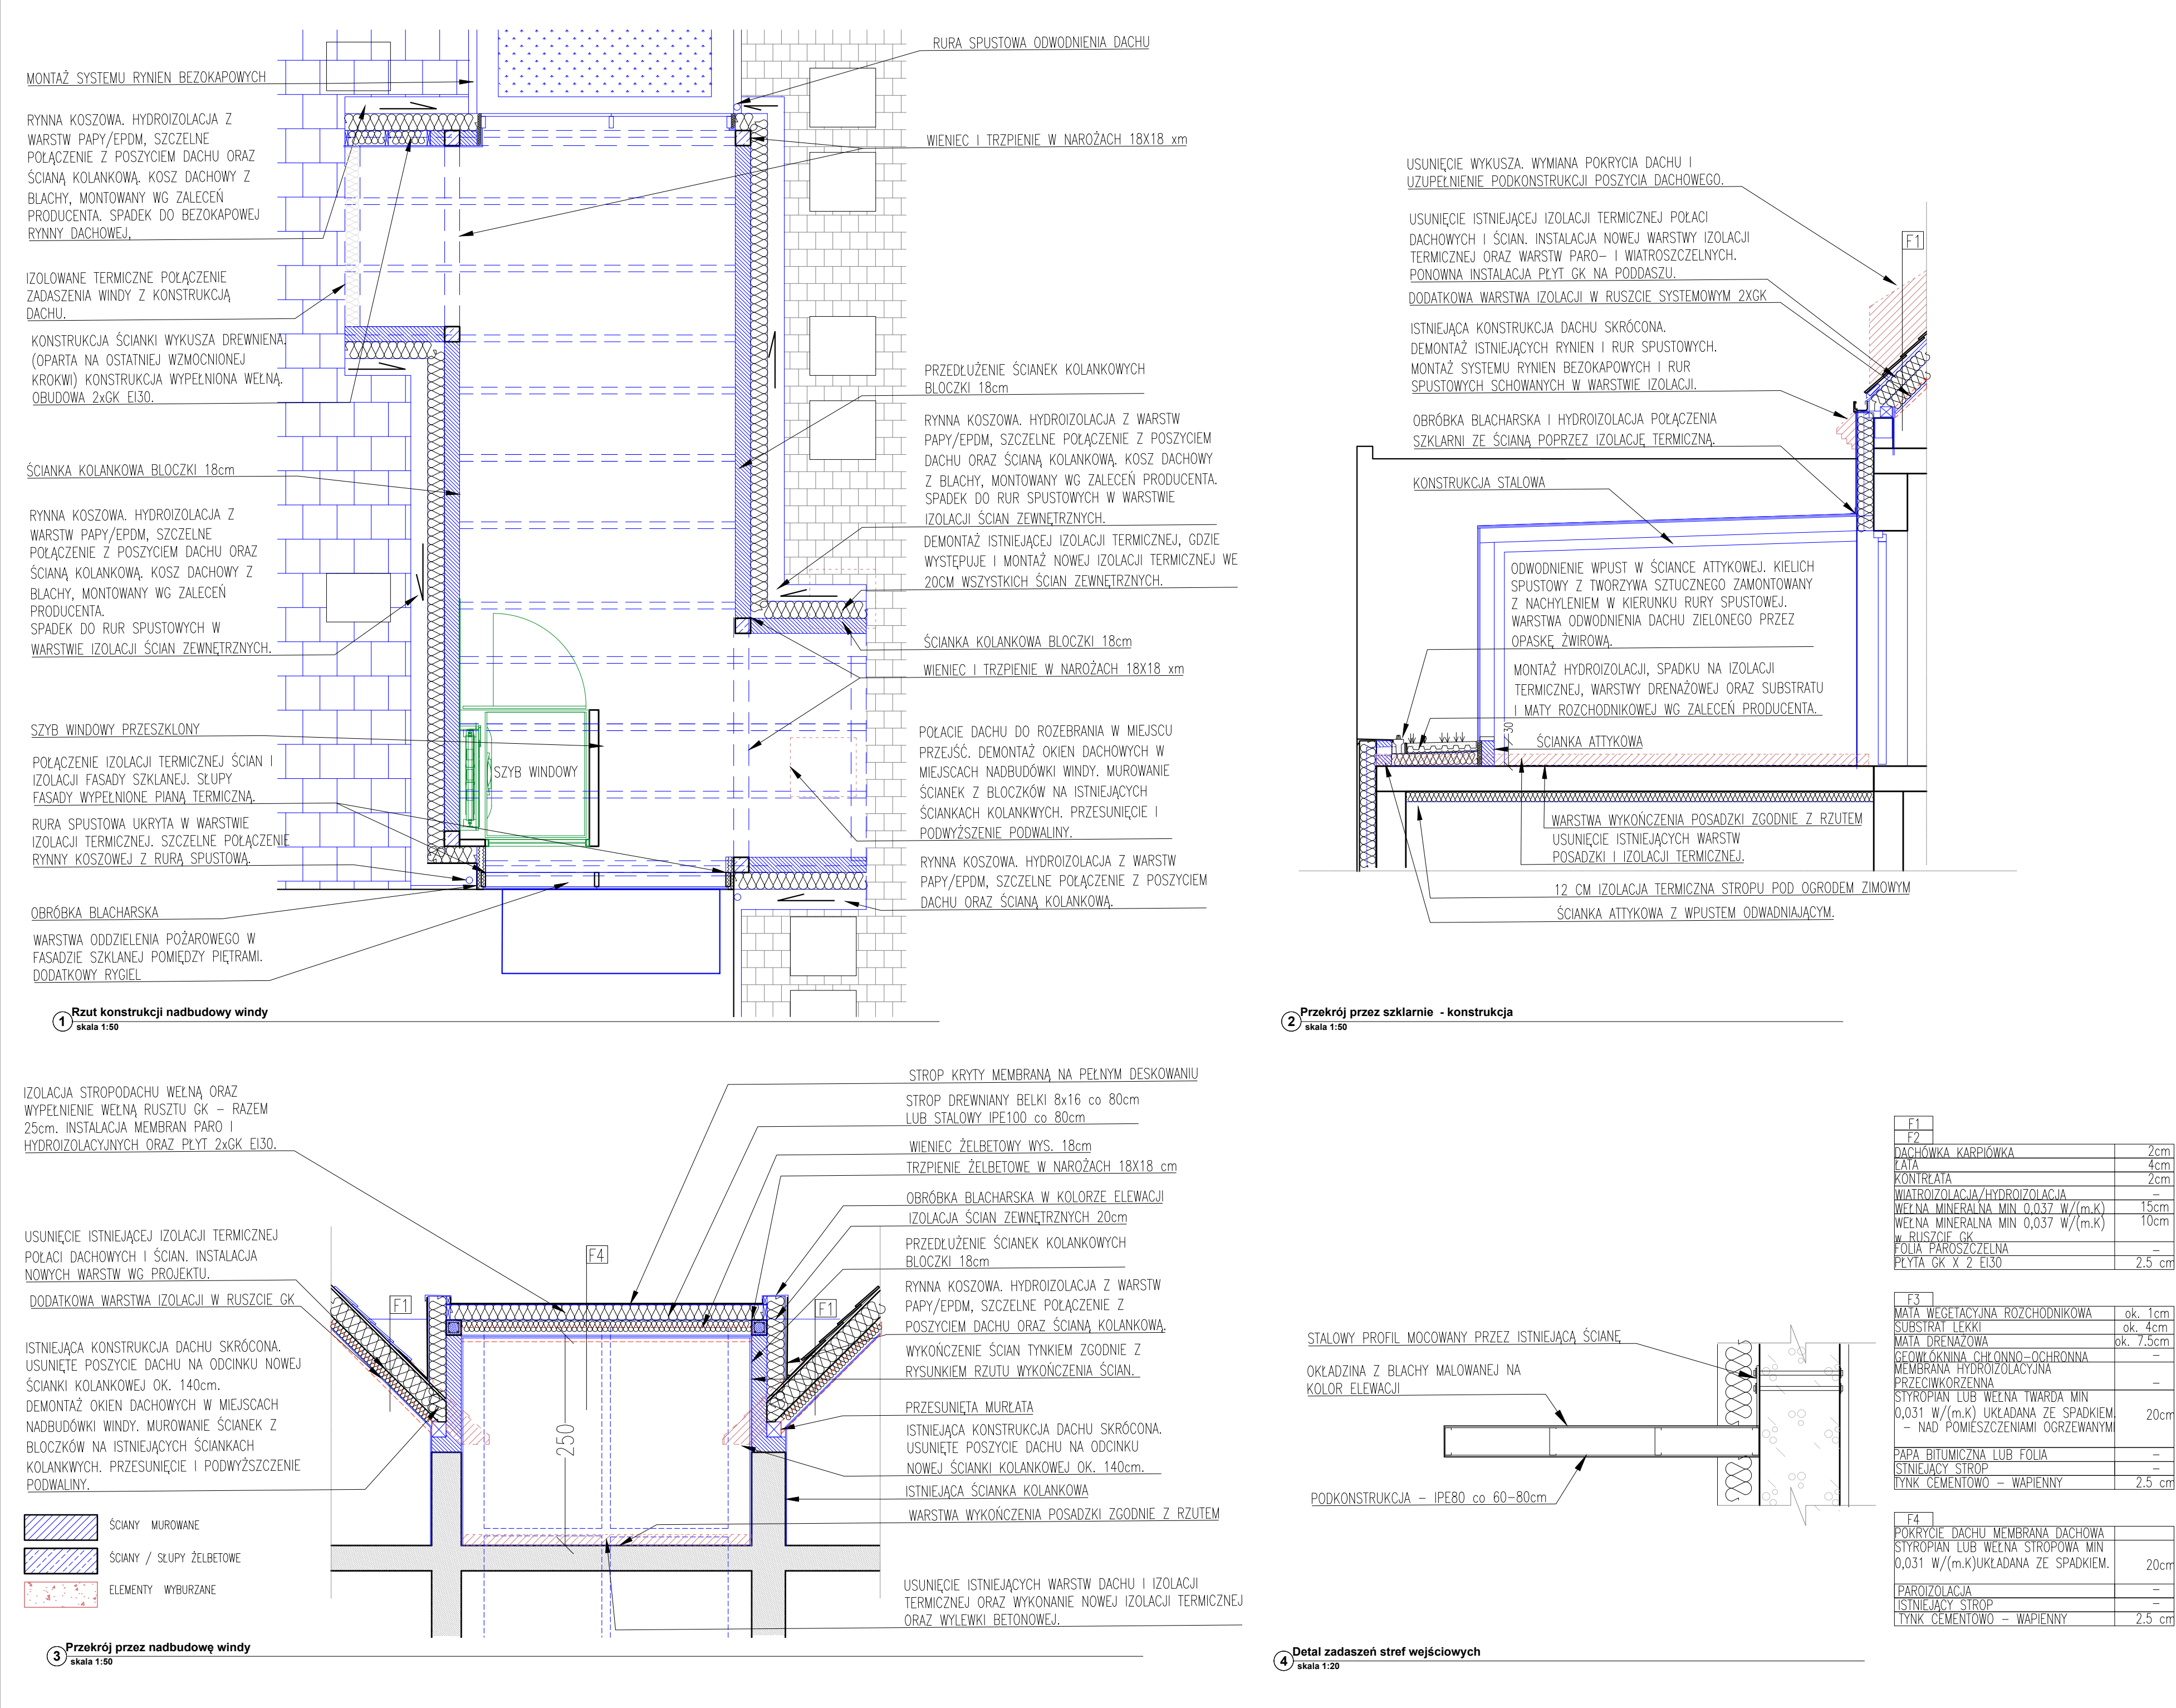 MONTAŻ SYSTEMU RYNIEN BEZOKAPOWYCH
RYNNA KOSZOWA. HYDROIZOLACJA Z
WARSTW PAPY/EPDM, SZCZELNE
POŁĄCZENIE Z POSZYCIEM DACHU ORAZ
ŚCIANĄ KOLANKOWĄ. KOSZ DACHOWY Z
BLACHY, MONTOWANY WG ZALECEŃ
PRODUCENTA. SPADEK DO BEZOKAPOWEJ
RYNNY DACHOWEJ,
IZOLOWANE TERMICZNE POŁĄCZENIE
ZADASZENIA WINDY Z KONSTRUKCJĄ
DACHU.
KONSTRUKCJA ŚCIANKI WYKUSZA DREWNIENA.
(OPARTA NA OSTATNIEJ WZMOCNIONEJ
KROKWI) KONSTRUKCJA WYPEŁNIONA WEŁNĄ.
OBUDOWA 2xGK EI30.
ŚCIANKA KOLANKOWA BLOCZKI 18cm
RYNNA KOSZOWA. HYDROIZOLACJA Z
WARSTW PAPY/EPDM, SZCZELNE
POŁĄCZENIE Z POSZYCIEM DACHU ORAZ
ŚCIANĄ KOLANKOWĄ. KOSZ DACHOWY Z
BLACHY, MONTOWANY WG ZALECEŃ
PRODUCENTA.
SPADEK DO RUR SPUSTOWYCH W
WARSTWIE IZOLACJI ŚCIAN ZEWNĘTRZNYCH.
SZYB WINDOWY PRZESZKLONY
POŁĄCZENIE IZOLACJI TERMICZNEJ ŚCIAN I
IZOLACJI FASADY SZKLANEJ. SŁUPY
FASADY WYPEŁNIONE PIANĄ TERMICZNĄ.
RURA SPUSTOWA UKRYTA W WARSTWIE
IZOLACJI TERMICZNEJ. SZCZELNE POŁĄCZENIE
RYNNY KOSZOWEJ Z RURĄ SPUSTOWĄ.
OBRÓBKA BLACHARSKA
WARSTWA ODDZIELENIA POŻAROWEGO W
FASADZIE SZKLANEJ POMIĘDZY PIĘTRAMI.
DODATKOWY RYGIEL
SZYB WINDOWY
RURA SPUSTOWA ODWODNIENIA DACHU
WIENIEC I TRZPIENIE W NAROŻACH 18X18 xm
PRZEDŁUŻENIE ŚCIANEK KOLANKOWYCH
BLOCZKI 18cm
RYNNA KOSZOWA. HYDROIZOLACJA Z WARSTW
PAPY/EPDM, SZCZELNE POŁĄCZENIE Z POSZYCIEM
DACHU ORAZ ŚCIANĄ KOLANKOWĄ. KOSZ DACHOWY
Z BLACHY, MONTOWANY WG ZALECEŃ PRODUCENTA.
SPADEK DO RUR SPUSTOWYCH W WARSTWIE
IZOLACJI ŚCIAN ZEWNĘTRZNYCH.
DEMONTAŻ ISTNIEJĄCEJ IZOLACJI TERMICZNEJ, GDZIE
WYSTĘPUJE I MONTAŻ NOWEJ IZOLACJI TERMICZNEJ WE
20CM WSZYSTKICH ŚCIAN ZEWNĘTRZNYCH.
ŚCIANKA KOLANKOWA BLOCZKI 18cm
WIENIEC I TRZPIENIE W NAROŻACH 18X18 xm
POŁACIE DACHU DO ROZEBRANIA W MIEJSCU
PRZEJŚĆ. DEMONTAŻ OKIEN DACHOWYCH W
MIEJSCACH NADBUDÓWKI WINDY. MUROWANIE
ŚCIANEK Z BLOCZKÓW NA ISTNIEJĄCYCH
ŚCIANKACH KOLANKWYCH. PRZESUNIĘCIE I
PODWYŻSZENIE PODWALINY.
RYNNA KOSZOWA. HYDROIZOLACJA Z WARSTW
PAPY/EPDM, SZCZELNE POŁĄCZENIE Z POSZYCIEM
DACHU ORAZ ŚCIANĄ KOLANKOWĄ.
1 Rzut konstrukcji nadbudowy windy
skala 1:50
USUNIĘCIE WYKUSZA. WYMIANA POKRYCIA DACHU I
UZUPEŁNIENIE PODKONSTRUKCJI POSZYCIA DACHOWEGO.
USUNIĘCIE ISTNIEJĄCEJ IZOLACJI TERMICZNEJ POŁACI
DACHOWYCH I ŚCIAN. INSTALACJA NOWEJ WARSTWY IZOLACJI
TERMICZNEJ ORAZ WARSTW PARO- I WIATROSZCZELNYCH.
PONOWNA INSTALACJA PŁYT GK NA PODDASZU.
DODATKOWA WARSTWA IZOLACJI W RUSZCIE SYSTEMOWYM 2XGK
ISTNIEJĄCA KONSTRUKCJA DACHU SKRÓCONA.
DEMONTAŻ ISTNIEJĄCYCH RYNIEN I RUR SPUSTOWYCH.
MONTAŻ SYSTEMU RYNIEN BEZOKAPOWYCH I RUR
SPUSTOWYCH SCHOWANYCH W WARSTWIE IZOLACJI.
OBRÓBKA BLACHARSKA I HYDROIZOLACJA POŁĄCZENIA
SZKLARNI ZE ŚCIANĄ POPRZEZ IZOLACJĘ TERMICZNĄ.
KONSTRUKCJA STALOWA
F1
ODWODNIENIE WPUST W ŚCIANCE ATTYKOWEJ. KIELICH
SPUSTOWY Z TWORZYWA SZTUCZNEGO ZAMONTOWANY
Z NACHYLENIEM W KIERUNKU RURY SPUSTOWEJ.
WARSTWA ODWODNIENIA DACHU ZIELONEGO PRZEZ
OPASKĘ ŻWIROWĄ.
MONTAŻ HYDROIZOLACJI, SPADKU NA IZOLACJI
TERMICZNEJ, WARSTWY DRENAŻOWEJ ORAZ SUBSTRATU
I MATY ROZCHODNIKOWEJ WG ZALECEŃ PRODUCENTA.
30
ŚCIANKA ATTYKOWA
WARSTWA WYKOŃCZENIA POSADZKI ZGODNIE Z RZUTEM
USUNIĘCIE ISTNIEJĄCYCH WARSTW
POSADZKI I IZOLACJI TERMICZNEJ.
12 CM IZOLACJA TERMICZNA STROPU POD OGRODEM ZIMOWYM
ŚCIANKA ATTYKOWA Z WPUSTEM ODWADNIAJĄCYM.
2 Przekrój przez szklarnie - konstrukcja
skala 1:50
IZOLACJA STROPODACHU WEŁNĄ ORAZ
WYPEŁNIENIE WEŁNĄ RUSZTU GK - RAZEM
25cm. INSTALACJA MEMBRAN PARO I
HYDROIZOLACYJNYCH ORAZ PŁYT 2xGK EI30.
USUNIĘCIE ISTNIEJĄCEJ IZOLACJI TERMICZNEJ
POŁACI DACHOWYCH I ŚCIAN. INSTALACJA
NOWYCH WARSTW WG PROJEKTU.
DODATKOWA WARSTWA IZOLACJI W RUSZCIE GK
ISTNIEJĄCA KONSTRUKCJA DACHU SKRÓCONA.
USUNIĘTE POSZYCIE DACHU NA ODCINKU NOWEJ
ŚCIANKI KOLANKOWEJ OK. 140cm.
DEMONTAŻ OKIEN DACHOWYCH W MIEJSCACH
NADBUDÓWKI WINDY. MUROWANIE ŚCIANEK Z
BLOCZKÓW NA ISTNIEJĄCYCH ŚCIANKACH
KOLANKWYCH. PRZESUNIĘCIE I PODWYŻSZCZENIE
PODWALINY.
ŚCIANY MUROWANE
ŚCIANY / SŁUPY ŻELBETOWE
ELEMENTY WYBURZANE
F1
F4
F1
250
STROP KRYTY MEMBRANĄ NA PEŁNYM DESKOWANIU
STROP DREWNIANY BELKI 8x16 co 80cm
LUB STALOWY IPE100 co 80cm
WIENIEC ŻELBETOWY WYS. 18cm
TRZPIENIE ŻELBETOWE W NAROŻACH 18X18 cm
OBRÓBKA BLACHARSKA W KOLORZE ELEWACJI
IZOLACJA ŚCIAN ZEWNĘTRZNYCH 20cm
PRZEDŁUŻENIE ŚCIANEK KOLANKOWYCH
BLOCZKI 18cm
RYNNA KOSZOWA. HYDROIZOLACJA Z WARSTW
PAPY/EPDM, SZCZELNE POŁĄCZENIE Z
POSZYCIEM DACHU ORAZ ŚCIANĄ KOLANKOWĄ.
WYKOŃCZENIE ŚCIAN TYNKIEM ZGODNIE Z
RYSUNKIEM RZUTU WYKOŃCZENIA ŚCIAN.
PRZESUNIĘTA MURŁATA
ISTNIEJĄCA KONSTRUKCJA DACHU SKRÓCONA.
USUNIĘTE POSZYCIE DACHU NA ODCINKU
NOWEJ ŚCIANKI KOLANKOWEJ OK. 140cm.
ISTNIEJĄCA ŚCIANKA KOLANKOWA
WARSTWA WYKOŃCZENIA POSADZKI ZGODNIE Z RZUTEM
USUNIĘCIE ISTNIEJĄCYCH WARSTW DACHU I IZOLACJI
TERMICZNEJ ORAZ WYKONANIE NOWEJ IZOLACJI TERMICZNEJ
ORAZ WYLEWKI BETONOWEJ.
3 Przekrój przez nadbudowę windy
skala 1:50
STALOWY PROFIL MOCOWANY PRZEZ ISTNIEJĄCĄ ŚCIANĘ
OKŁADZINA Z BLACHY MALOWANEJ NA
KOLOR ELEWACJI
PODKONSTRUKCJA - IPE80 co 60-80cm
4 Detal zadaszeń stref wejściowych
skala 1:20
F1
F2
DACHÓWKA KARPIÓWKA 2cm
ŁATA 4cm
KONTRŁATA 2cm
WIATROIZOLACJA/HYDROIZOLACJA -
WEŁNA MINERALNA MIN 0,037 W/(m.K) 15cm
WEŁNA MINERALNA MIN 0,037 W/(m.K) 10cm
w RUSZCIE GK
FOLIA PAROSZCZELNA -
PŁYTA GK X 2 EI30 2.5 cm
F3
MATA WEGETACYJNA ROZCHODNIKOWA ok. 1cm
SUBSTRAT LEKKI ok. 4cm
MATA DRENAŻOWA ok. 7.5cm
GEOWŁÓKNINA CHŁONNO-OCHRONNA -
MEMBRANA HYDROIZOLACYJNA
PRZECIWKORZENNA -
STYROPIAN LUB WEŁNA TWARDA MIN
0,031 W/(m.K) UKŁADANA ZE SPADKIEM. 20cm
- NAD POMIESZCZENIAMI OGRZEWANYMI
PAPA BITUMICZNA LUB FOLIA -
ISTNIEJĄCY STROP -
TYNK CEMENTOWO - WAPIENNY 2.5 cm
F4
POKRYCIE DACHU MEMBRANA DACHOWA
STYROPIAN LUB WEŁNA STROPOWA MIN
0,031 W/(m.K)UKŁADANA ZE SPADKIEM. 20cm
PAROIZOLACJA -
ISTNIEJĄCY STROP -
TYNK CEMENTOWO - WAPIENNY 2.5 cm